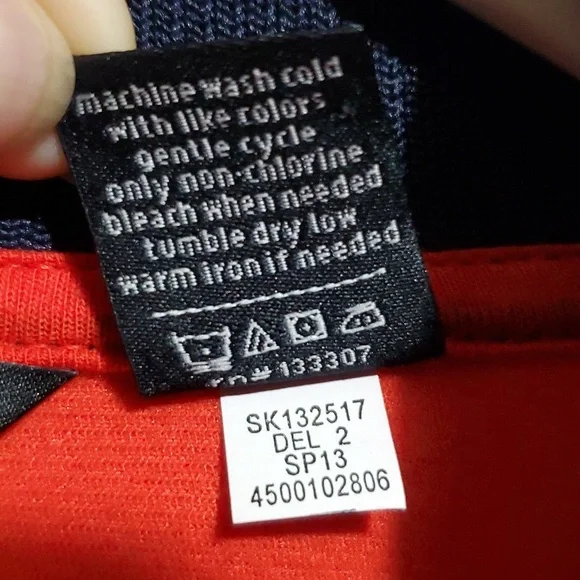 machine wash cold
with like colors
gentle cycle
only non-chlorine
bleach when needed
tumble dry low
warm iron if needed
133307
SK132517
DEL 2
SP13
4500102806